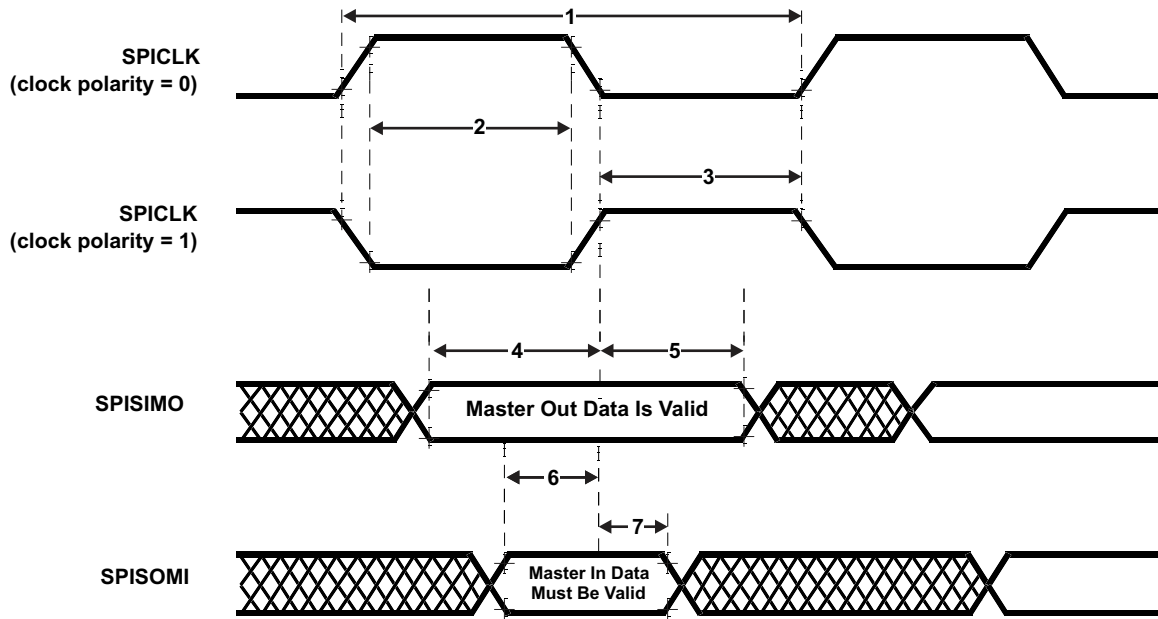 1
SPICLK
(clock polarity = 0)
2
3
SPICLK
(clock polarity = 1)
4
5
SPISIMO
Master Out Data Is Valid
6
7
SPISOMI
Master In Data
Must Be Valid